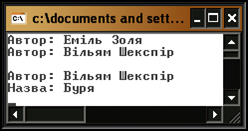 c:\documents and sett...
Автор: Еміль Золя
Автор: Вільям Шекспір
Автор: Вільям Шекспір
Назва: Буря